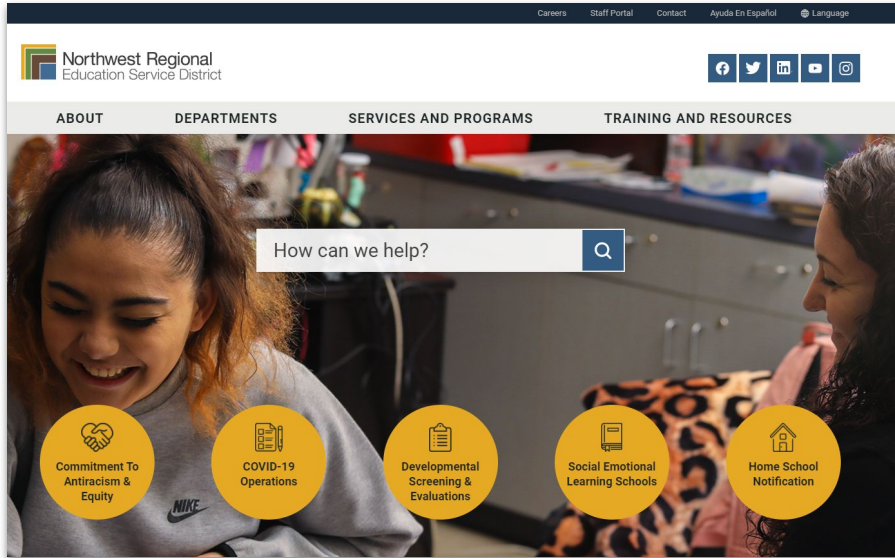 Careers Staff Portal Contact Ayuda En Español Language
Northwest Regional
Education Service District
ABOUT DEPARTMENTS SERVICES AND PROGRAMS TRAINING AND RESOURCES
How can we help?
Commitment To
Antiracism &
Equity
COVID-19
Operations
Developmental
Screening &
Evaluations
Social Emotional
Learning Schools
Home School
Notification
NIKE